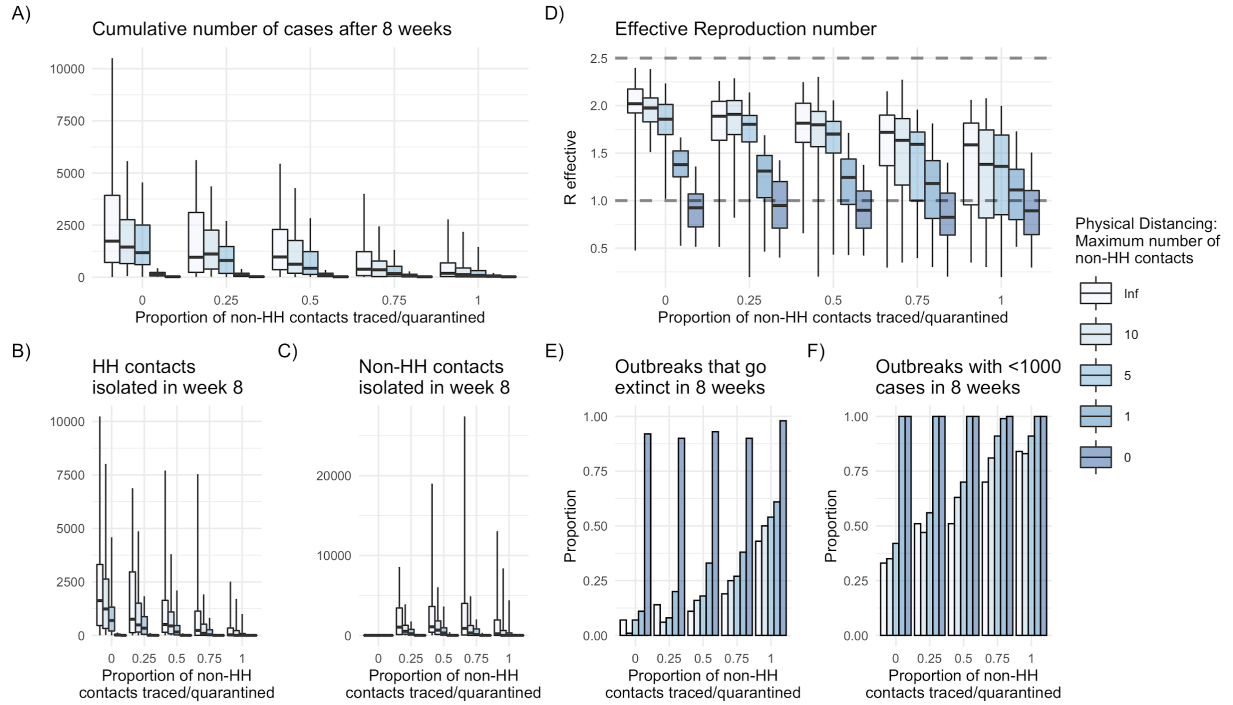 A)
Cumulative number of cases after 8 weeks
10000
7500
5000
2500
0
0 0.25 0.5 0.75 1
Proportion of non-HH contacts traced/quarantined
D)
Effective Reproduction number
R effective
2.5
2.0
1.5
1.0
0.5
0 0.25 0.5 0.75 1
Proportion of non-HH contacts traced/quarantined
Physical Distancing:
Maximum number of
non-HH contacts
Inf
10
5
1
0
B)
HH contacts
isolated in week 8
10000
7500
5000
2500
0
0 0.25 0.5 0.75 1
Proportion of non-HH
contacts traced/quarantined
C)
Non-HH contacts
isolated in week 8
20000
10000
0
0 0.25 0.5 0.75 1
Proportion of non-HH
contacts traced/quarantined
E)
Outbreaks that go
extinct in 8 weeks
Proportion
1.00
0.75
0.50
0.25
0.00
0 0.25 0.5 0.75 1
Proportion of non-HH
contacts traced/quarantined
F)
Outbreaks with <1000
cases in 8 weeks
Proportion
1.00
0.75
0.50
0.25
0.00
0 0.25 0.5 0.75 1
Proportion of non-HH
contacts traced/quarantined